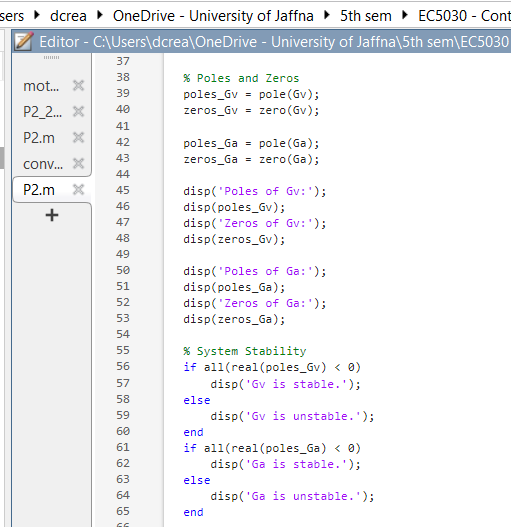 sers ▸ dcrea ▸ OneDrive - University of Jaffna ▸ 5th sem ▸ EC5030 - Cont
Editor - C:\Users\dcrea\OneDrive - University of Jaffna\5th sem\EC5030
mot...
P2_2...
P2.m
conv...
P2.m
+
37
38 % Poles and Zeros
39 poles_Gv = pole(Gv);
40 zeros_Gv = zero(Gv);
41
42 poles_Ga = pole(Ga);
43 zeros_Ga = zero(Ga);
44
45 disp('Poles of Gv:');
46 disp(poles_Gv);
47 disp('Zeros of Gv:');
48 disp(zeros_Gv);
49
50 disp('Poles of Ga:');
51 disp(poles_Ga);
52 disp('Zeros of Ga:');
53 disp(zeros_Ga);
54
55 % System Stability
56 if all(real(poles_Gv) < 0)
57 disp('Gv is stable.');
58 else
59 disp('Gv is unstable.');
60 end
61 if all(real(poles_Ga) < 0)
62 disp('Ga is stable.');
63 else
64 disp('Ga is unstable.');
65 end
66